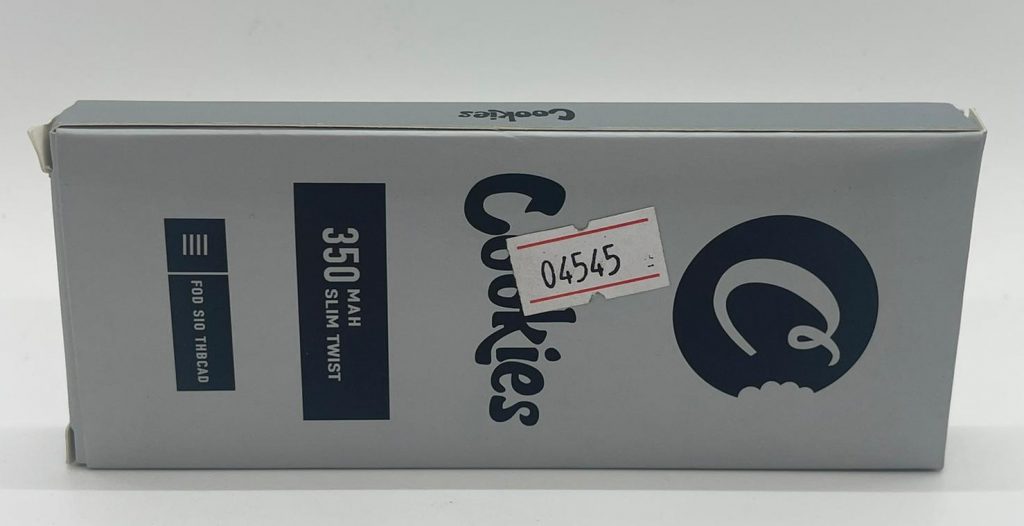 Cookies
C
Cookies
04545
350 MAH
SLIM TWIST
FOD SIO THBCAD